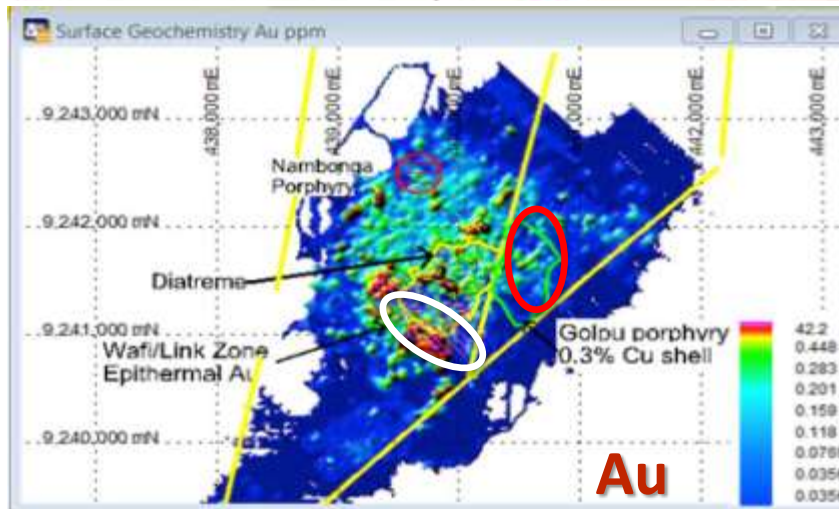 Surface Geochemistry Au ppm
438,000 mE
439,000 mE
442,000 mE
443,000 mE
9,243,000 mN
Nambonga
Porphyry
9,242,000 mN
Diatreme
9,241,000 mN
Wafi/Link Zone
Epithermal Au
Golpu porphyry
0.3% Cu shell
9,240,000 mN
Au
42.2
0.448
0.283
0.201
0.159
0.118